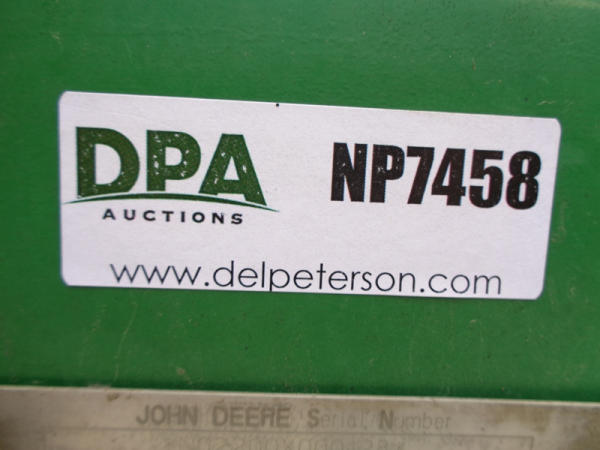 DPA
AUCTIONS
NP7458
www.delpeterson.com
JOHN DEERE Serial Number